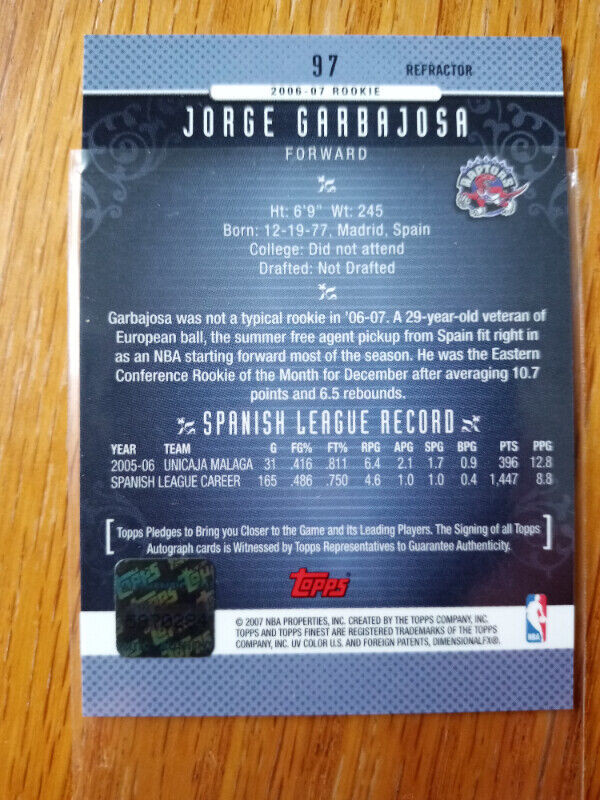 97 REFRACTOR
2006-07 ROOKIE
JORGE GARBAJOSA
FORWARD
RAPTORS
Ht: 6'9" Wt: 245
Born: 12-19-77, Madrid, Spain
College: Did not attend
Drafted: Not Drafted
Garbajosa was not a typical rookie in '06-07. A 29-year-old veteran of
European ball, the summer free agent pickup from Spain fit right in
as an NBA starting forward most of the season. He was the Eastern
Conference Rookie of the Month for December after averaging 10.7
points and 6.5 rebounds.
SPANISH LEAGUE RECORD
YEAR TEAM G FG% FT% RPG APG SPG BPG PTS PPG
2005-06 UNICAJA MALAGA 31 .416 .811 6.4 2.1 1.7 0.9 396 12.8
SPANISH LEAGUE CAREER 165 .486 .750 4.6 1.0 1.0 0.4 1,447 8.8
[Topps Pledges to Bring you Closer to the Game and its Leading Players. The Signing of all Topps
Autograph cards is Witnessed by Topps Representatives to Guarantee Authenticity.]
Topps
topps
© 2007 NBA PROPERTIES, INC. CREATED BY THE TOPPS COMPANY, INC.
TOPPS AND TOPPS FINEST ARE REGISTERED TRADEMARKS OF THE TOPPS
COMPANY, INC. UV COLOR U.S. AND FOREIGN PATENTS, DIMENSIONALFX®.
NBA